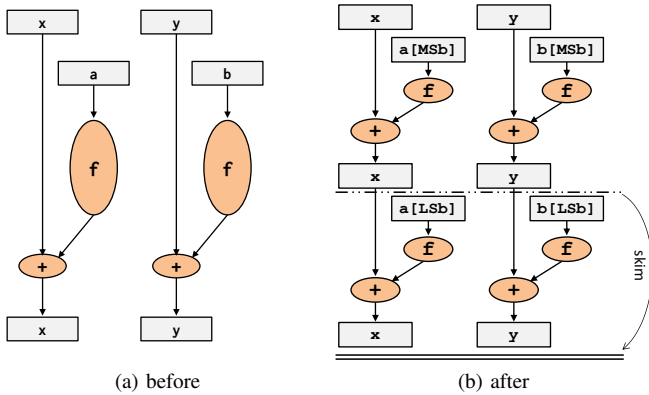 x y
a b
f f
+ +
x y
(a) before
x y
a[MSb] b[MSb]
f f
+ +
x y
a[LSb] b[LSb]
f f
skim
+ +
x y
(b) after